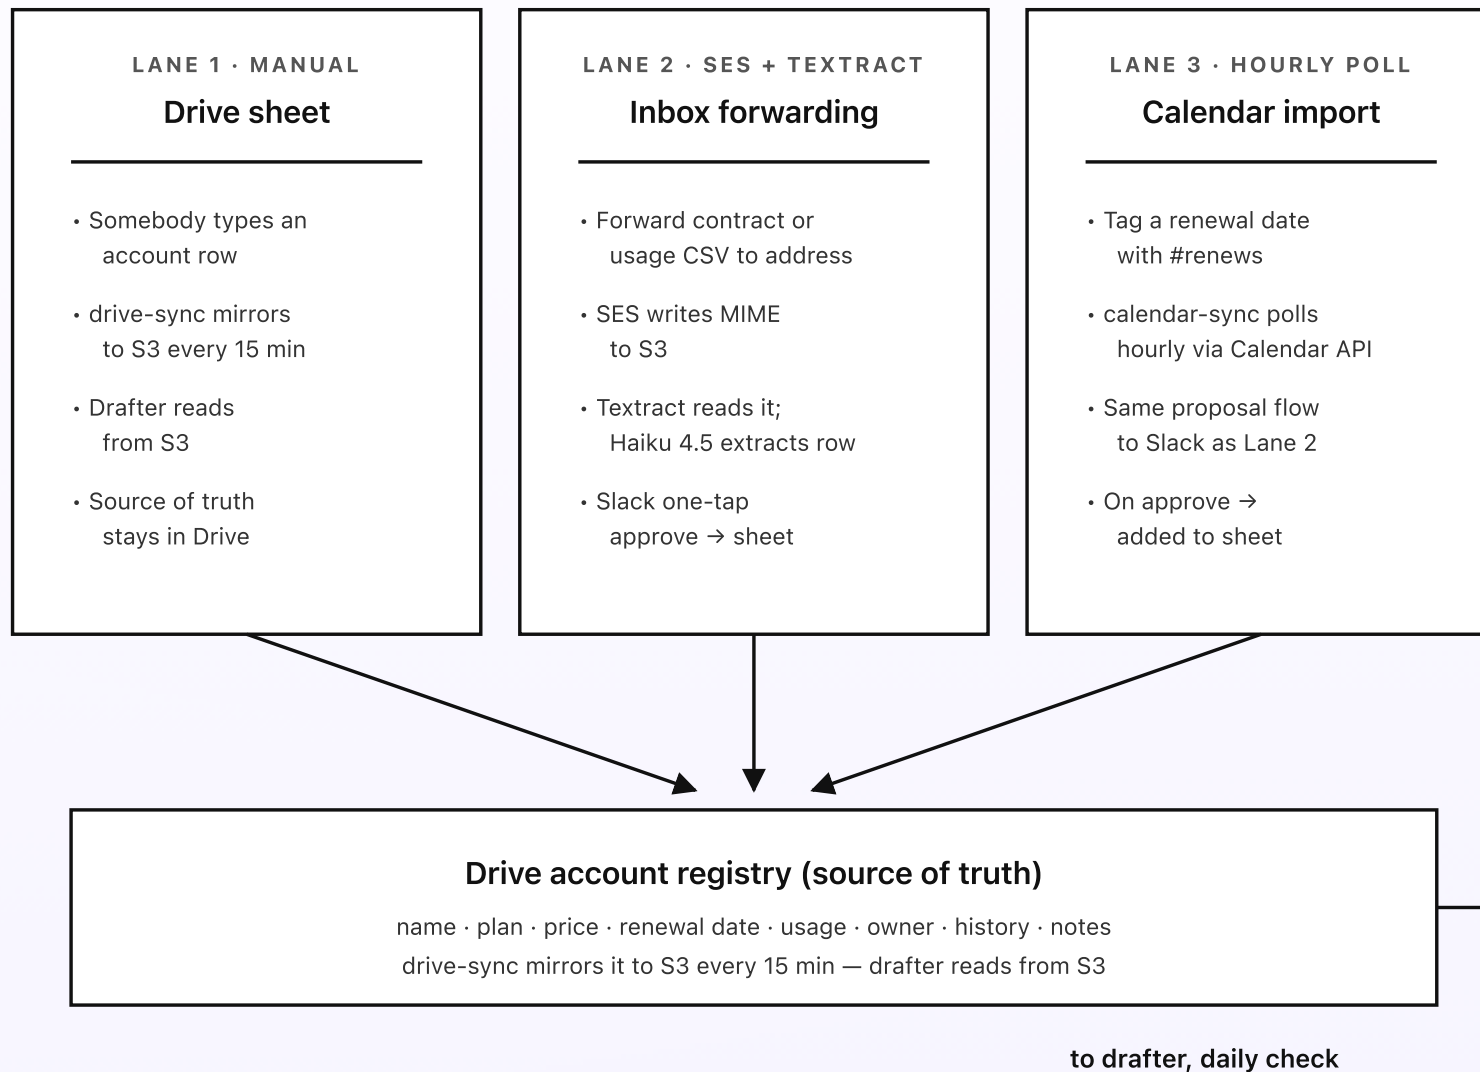 LANE 1 · MANUAL
Drive sheet
• Somebody types an
account row
• drive-sync mirrors
to S3 every 15 min
• Drafter reads
from S3
• Source of truth
stays in Drive
LANE 2 · SES + TEXTRACT
Inbox forwarding
• Forward contract or
usage CSV to address
• SES writes MIME
to S3
• Textract reads it;
Haiku 4.5 extracts row
• Slack one-tap
approve → sheet
LANE 3 · HOURLY POLL
Calendar import
• Tag a renewal date
with #renews
• calendar-sync polls
hourly via Calendar API
• Same proposal flow
to Slack as Lane 2
• On approve →
added to sheet
Drive account registry (source of truth)
name · plan · price · renewal date · usage · owner · history · notes
drive-sync mirrors it to S3 every 15 min — drafter reads from S3
to drafter, daily check